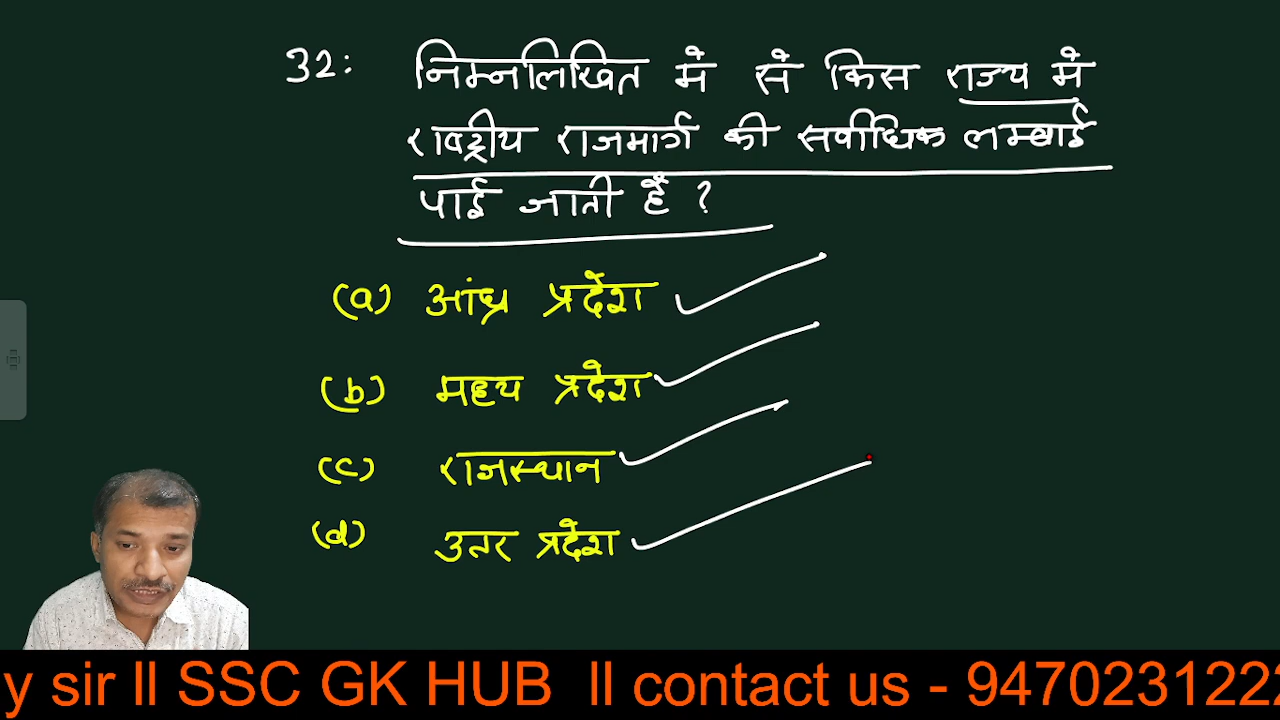 32: निम्नलिखित में से किस राज्य में
राष्ट्रीय राजमार्ग की सर्वाधिक लम्बाई
पाई जाती है ?
(a) आंध्र प्रदेश
(b) मध्य प्रदेश
(c) राजस्थान
(d) उत्तर प्रदेश
y sir ll SSC GK HUB ll contact us - 9470231222